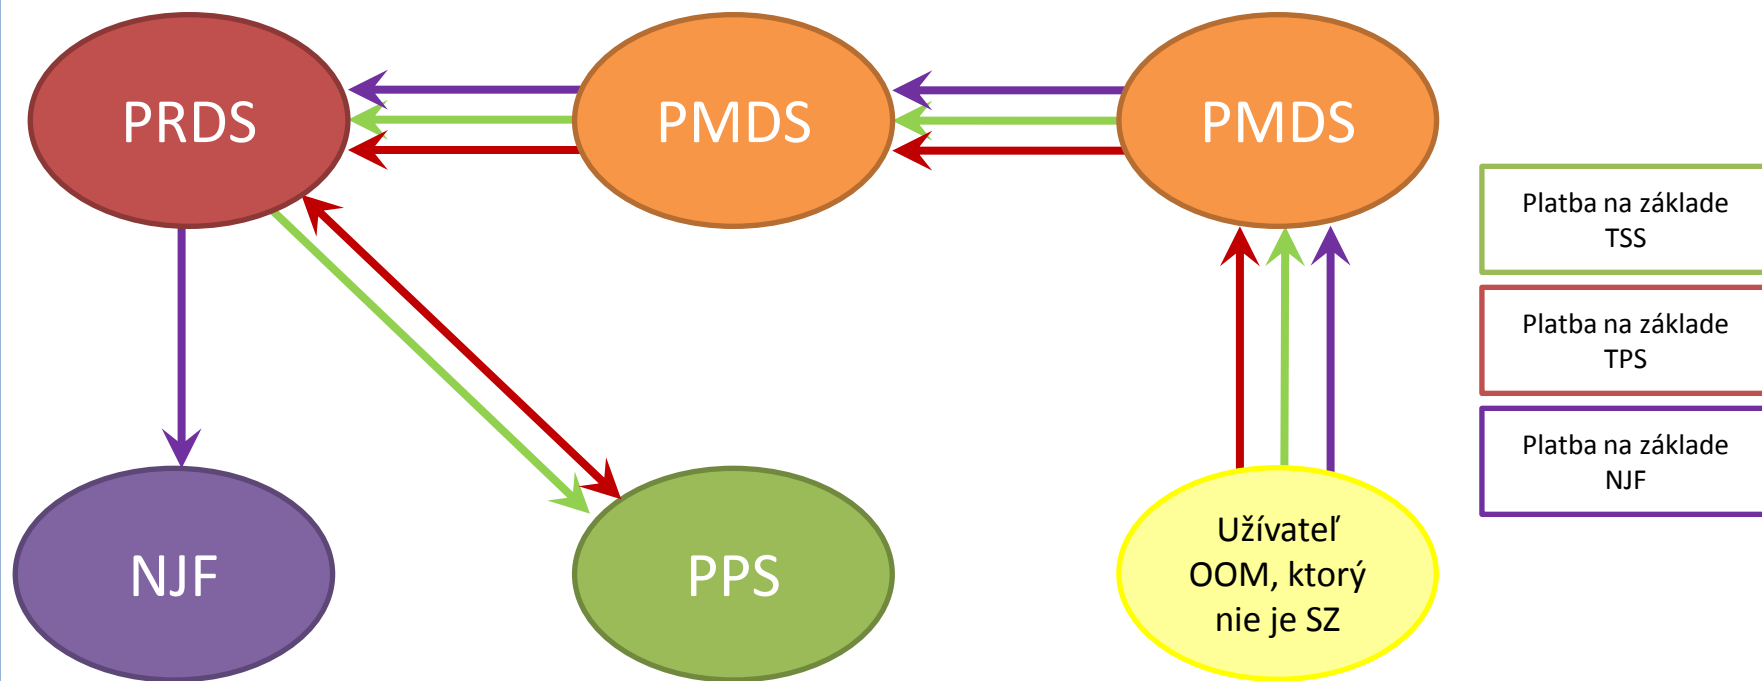 PRDS
PMDS
PMDS
Platba na základe
TSS
Platba na základe
TPS
Platba na základe
NJF
NJF
PPS
Užívateľ
OOM, ktorý
nie je SZ